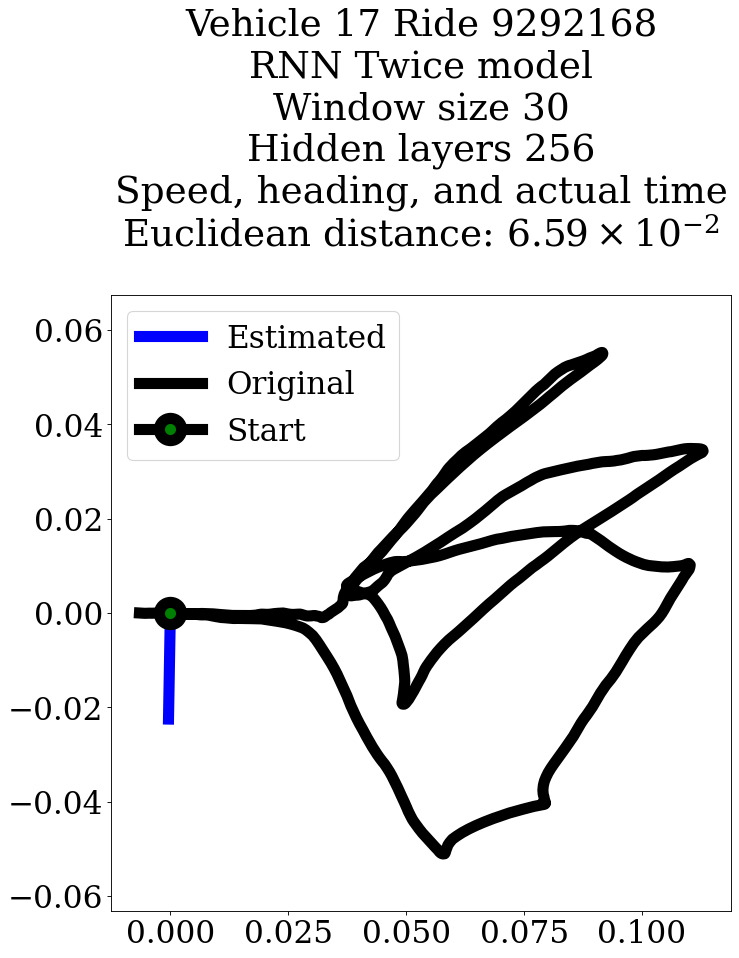 Vehicle 17 Ride 9292168
RNN Twice model
Window size 30
Hidden layers 256
Speed, heading, and actual time
Euclidean distance: 6.59 × 10⁻²
Estimated
Original
Start
0.06
0.04
0.02
0.00
−0.02
−0.04
−0.06
0.000 0.025 0.050 0.075 0.100